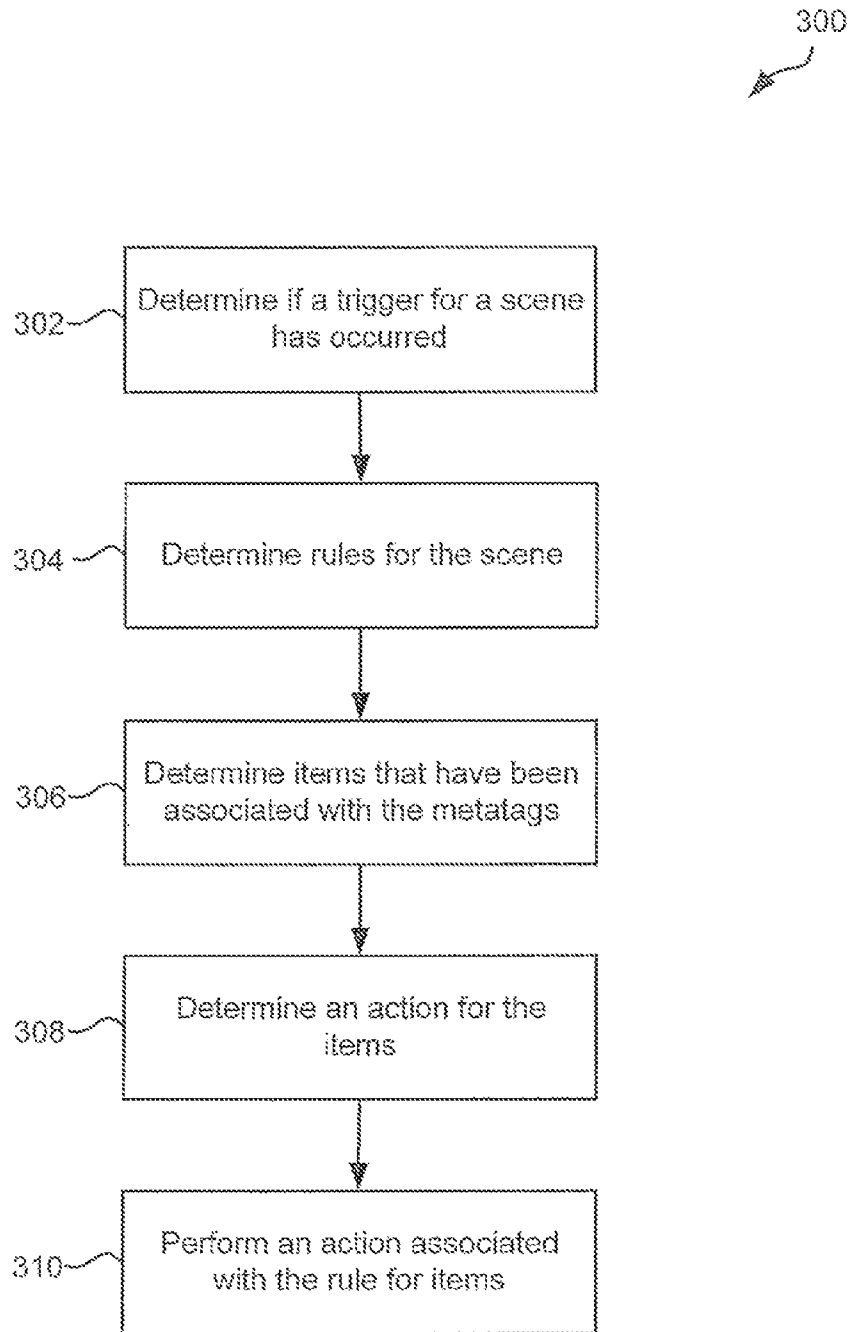 300
302
Determine if a trigger for a scene
has occurred
304
Determine rules for the scene
306
Determine items that have been
associated with the metatags
308
Determine an action for the
items
310
Perform an action associated
with the rule for items